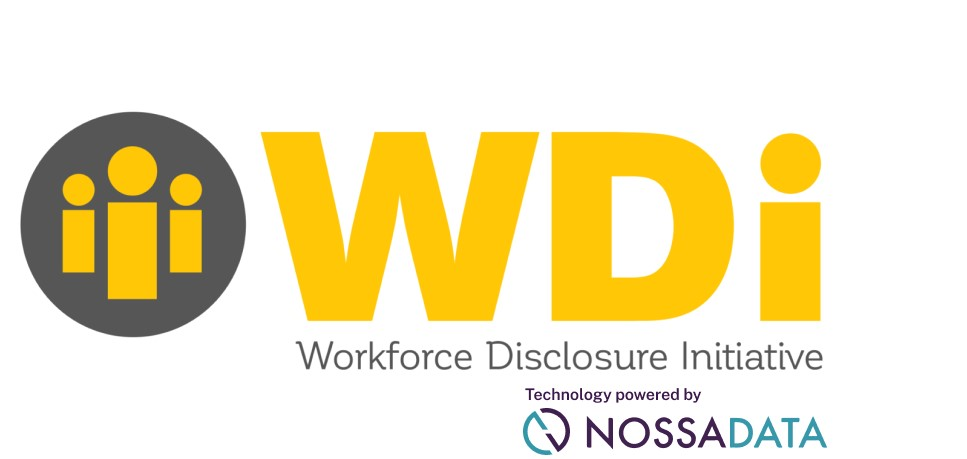 WDi
Workforce Disclosure Initiative
Technology powered by
NOSSADATA